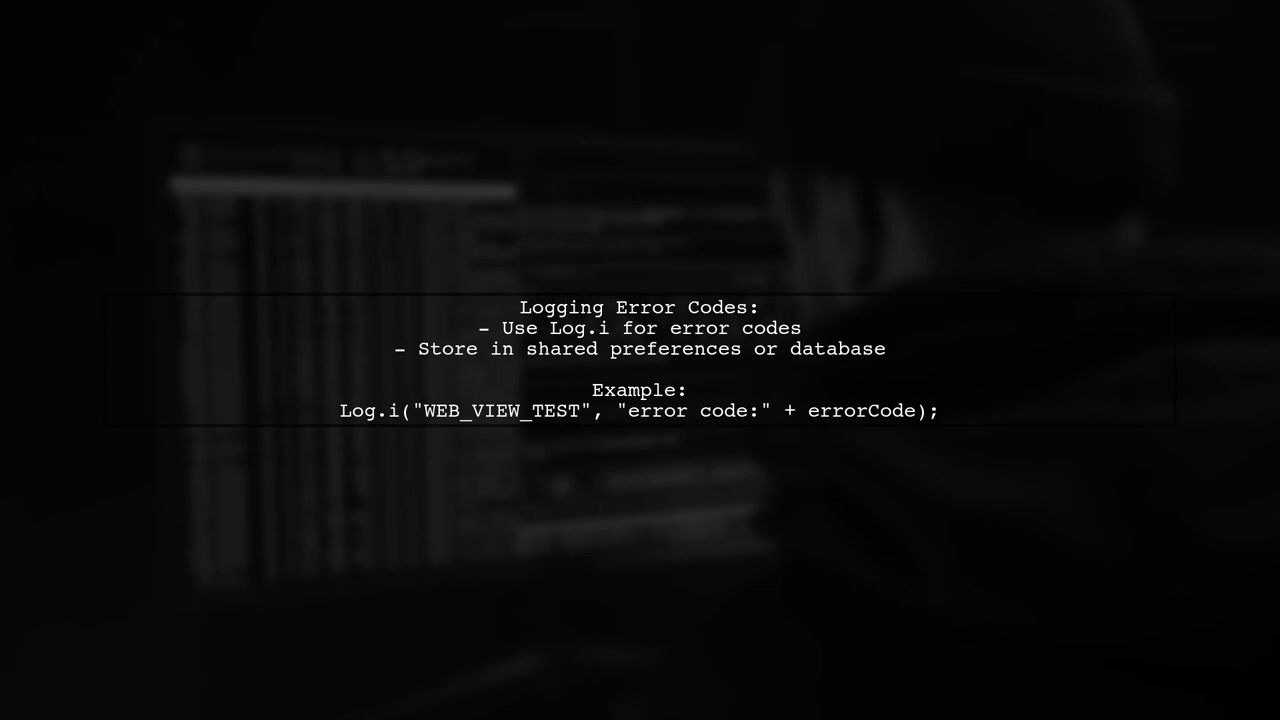 Logging Error Codes:
- Use Log.i for error codes
- Store in shared preferences or database
Example:
Log.i("WEB_VIEW_TEST", "error code:" + errorCode);